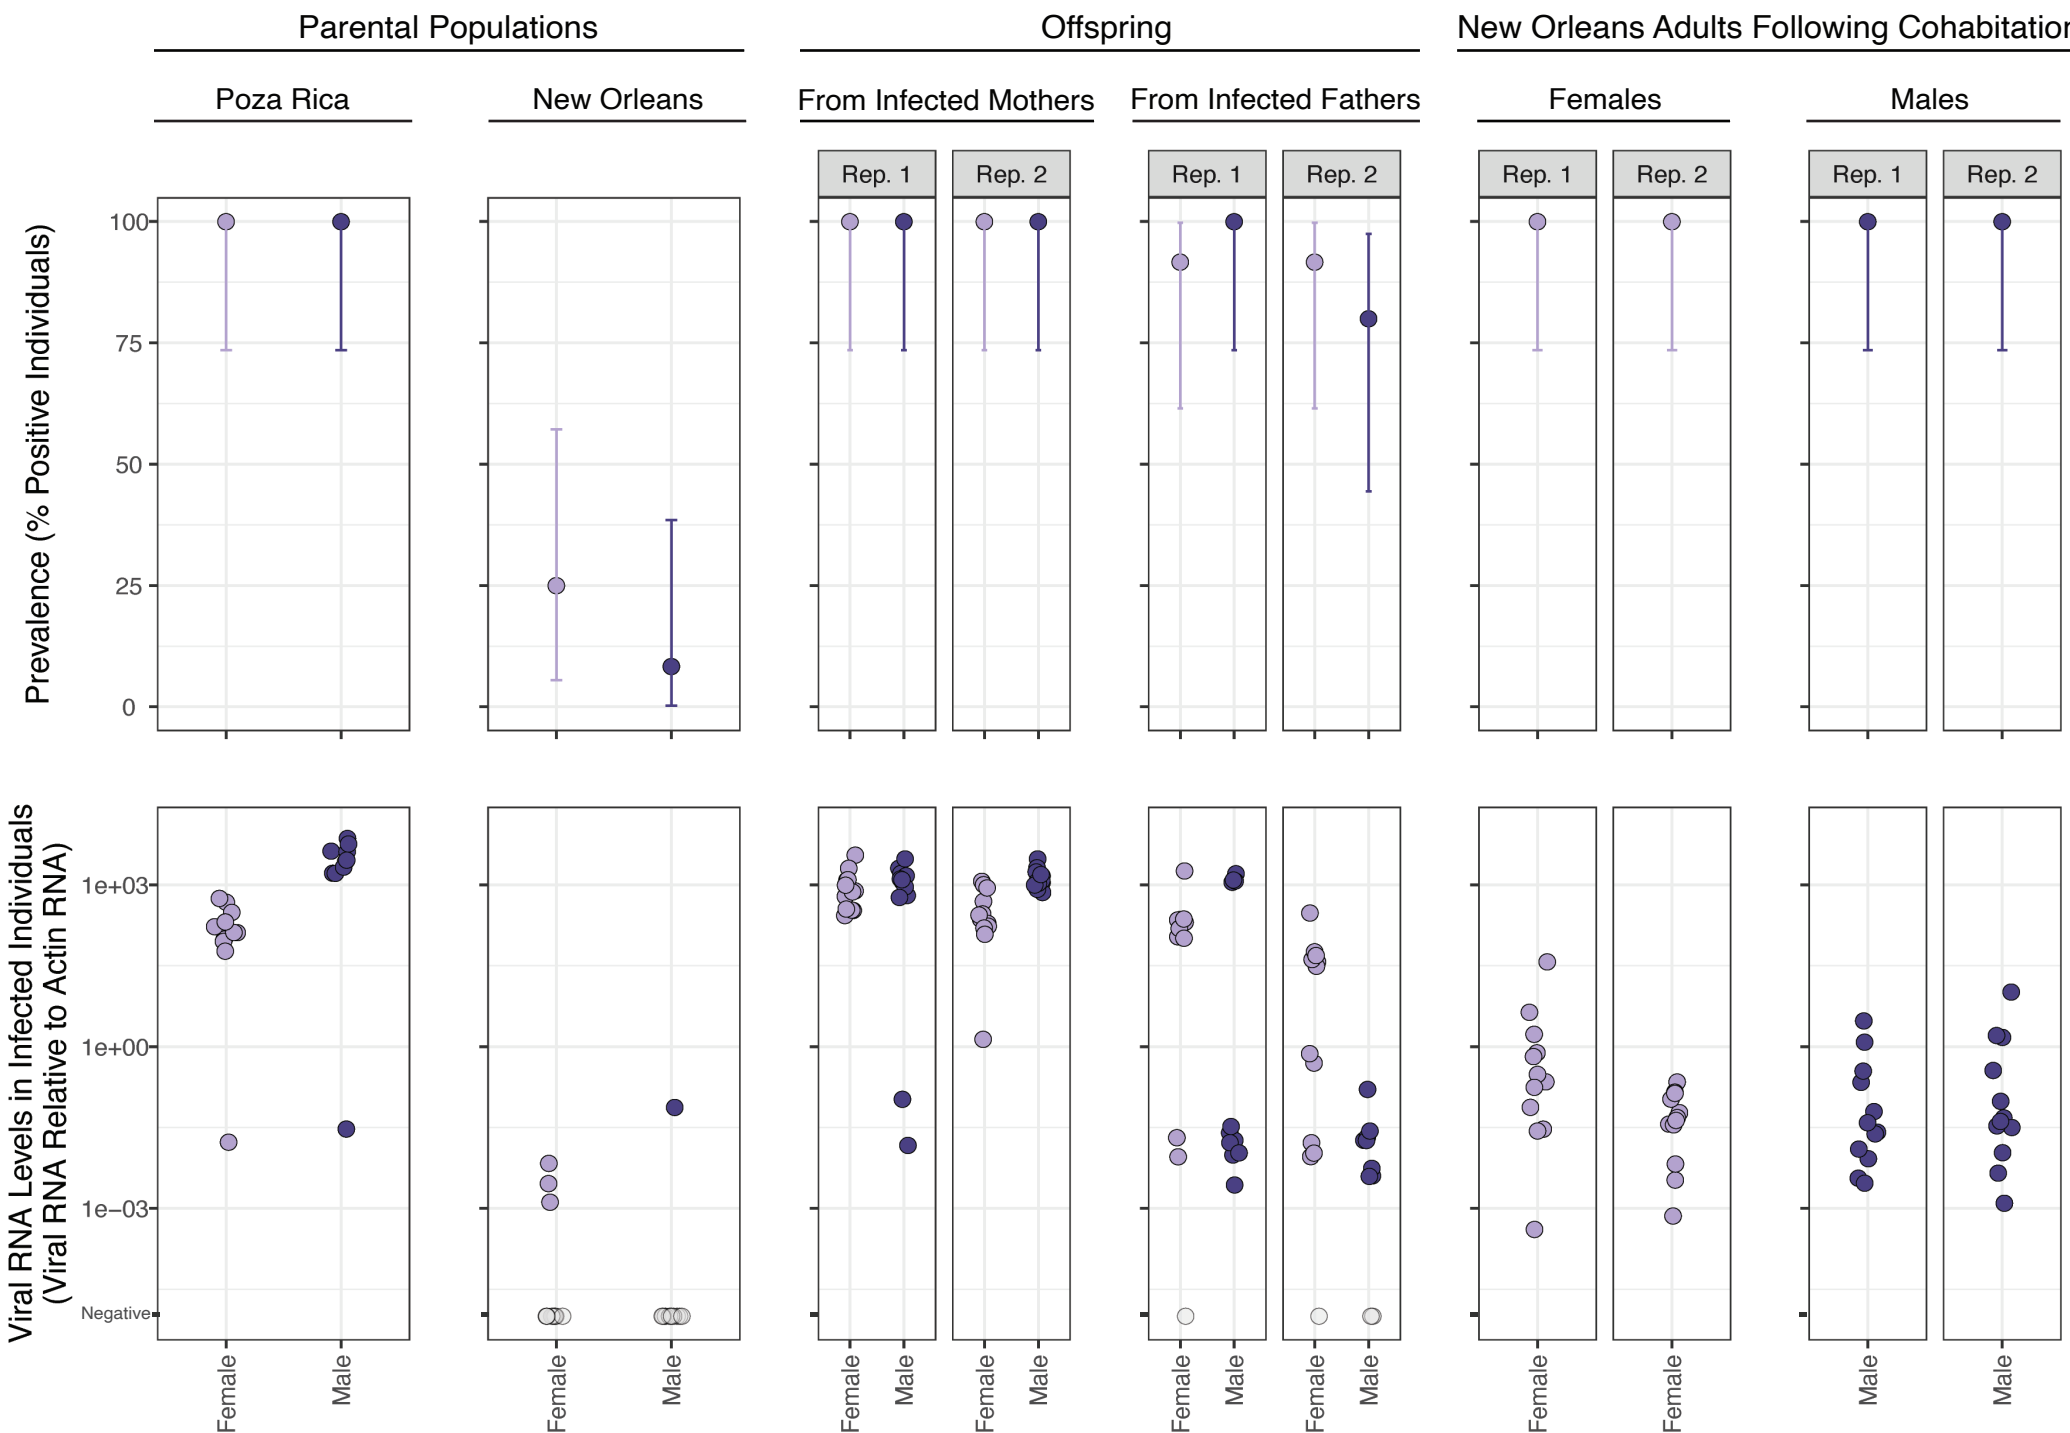 Parental Populations
Offspring
New Orleans Adults Following Cohabitation
Poza Rica
New Orleans
From Infected Mothers
From Infected Fathers
Females
Males
Rep. 1
Rep. 2
Rep. 1
Rep. 2
Rep. 1
Rep. 2
Rep. 1
Rep. 2
Prevalence (% Positive Individuals)
100
75
50
25
0
Viral RNA Levels in Infected Individuals
(Viral RNA Relative to Actin RNA)
1e+03
1e+00
1e−03
Negative
Female
Male
Female
Male
Female
Male
Female
Male
Female
Male
Female
Male
Female
Female
Male
Male